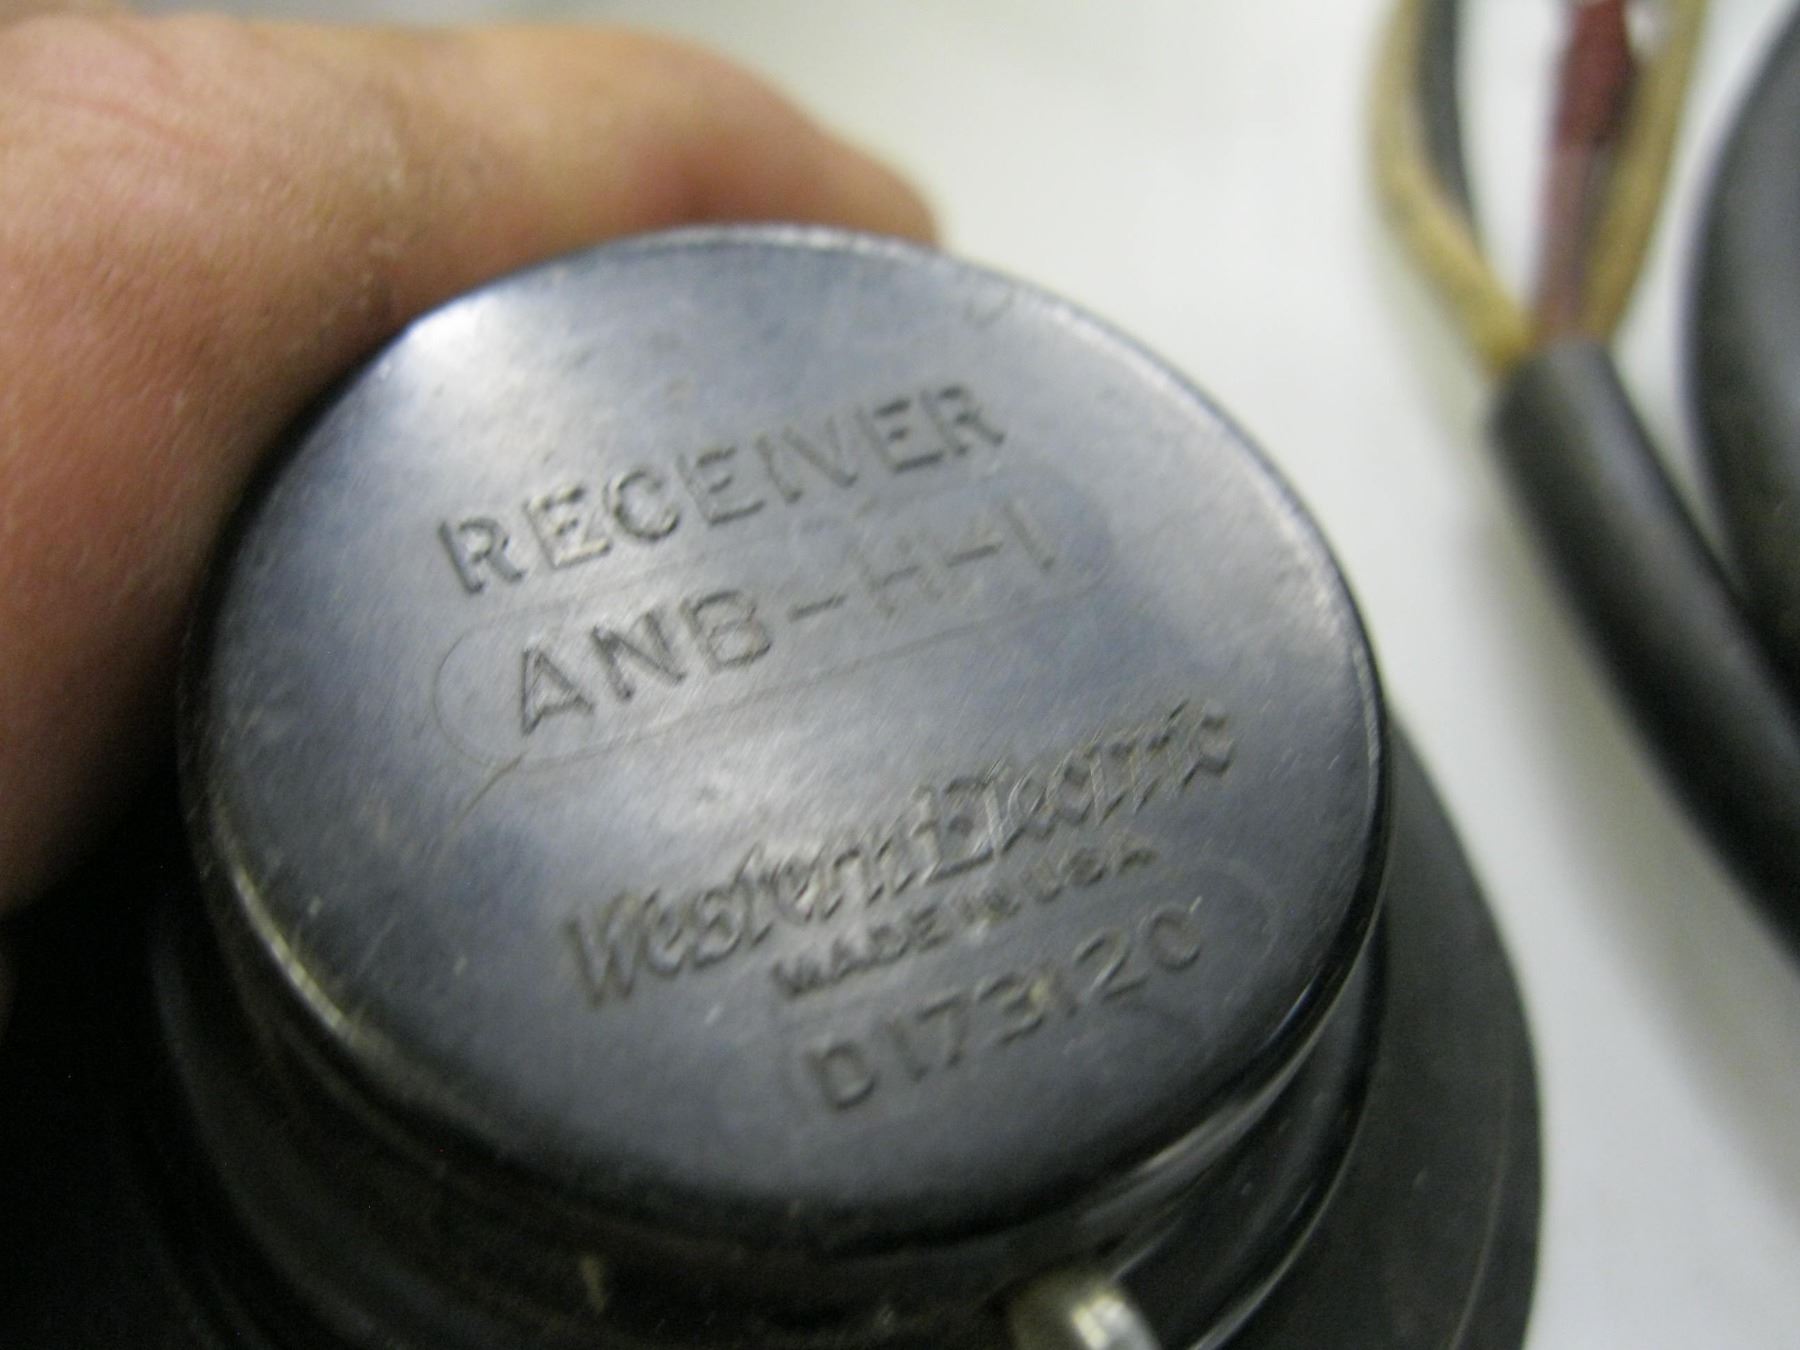 RECEIVER
ANB-H-1
Western Electric
MADE IN USA
D173120